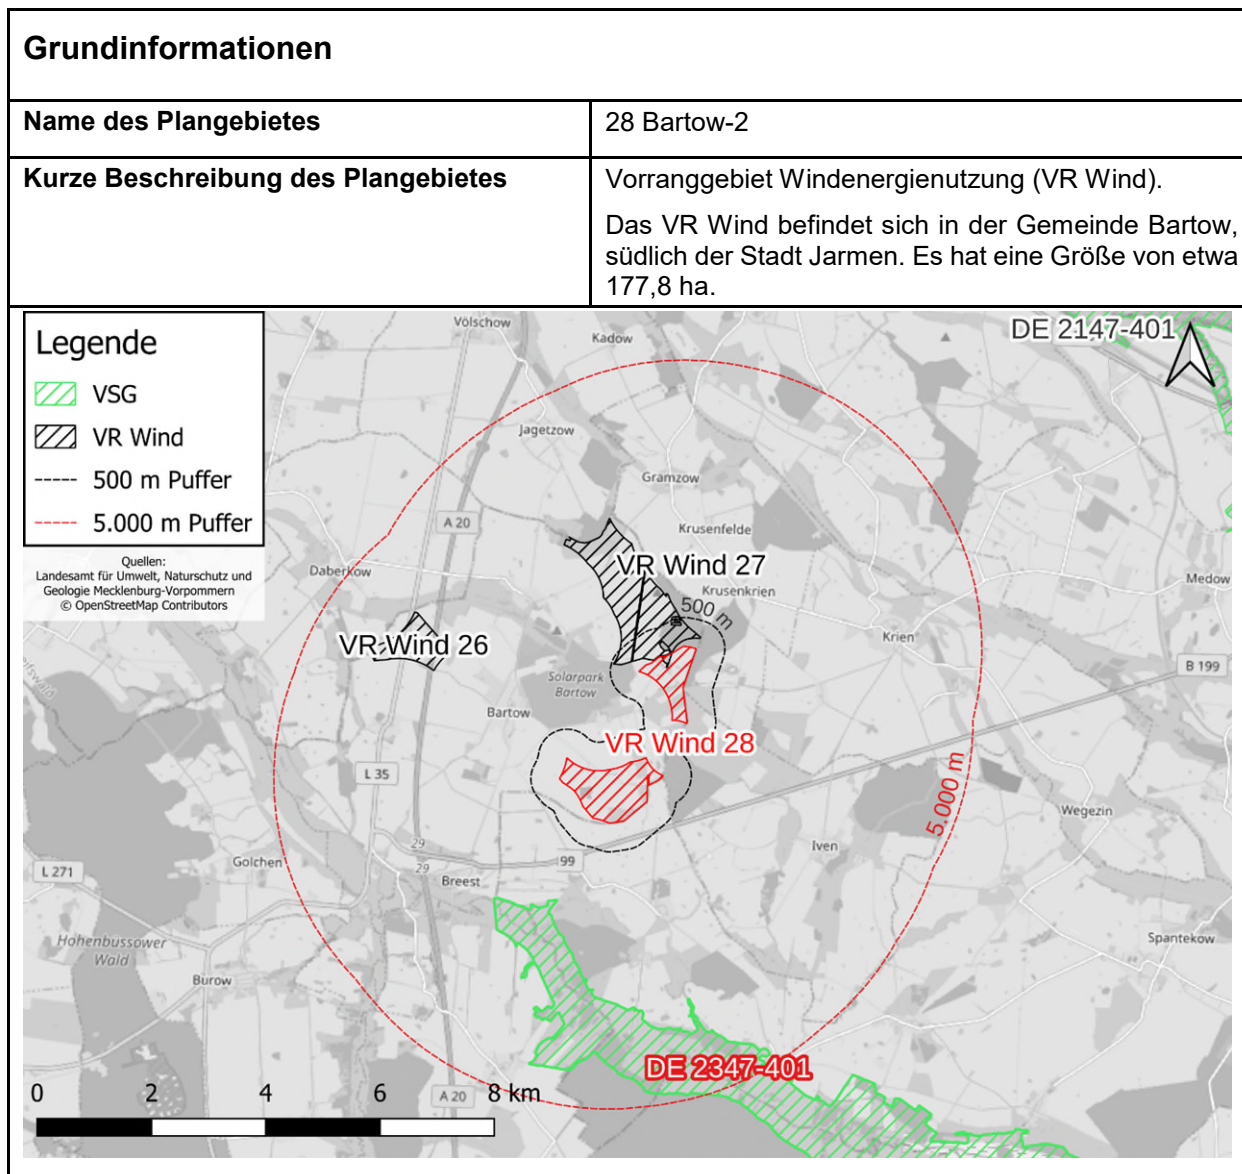 Grundinformationen
Name des Plangebietes
28 Bartow-2
Kurze Beschreibung des Plangebietes
Vorranggebiet Windenergienutzung (VR Wind).
Das VR Wind befindet sich in der Gemeinde Bartow,
südlich der Stadt Jarmen. Es hat eine Größe von etwa
177,8 ha.
Legende
VSG
VR Wind
500 m Puffer
5.000 m Puffer
Quellen:
Landesamt für Umwelt, Naturschutz und
Geologie Mecklenburg-Vorpommern
© OpenStreetMap Contributors
Völschow
Kadow
DE 2147-401
Jagetzow
Gramzow
A 20
Krusenfelde
VR Wind 27
Daberkow
Krusenkrien
Medow
500 m
Krien
VR Wind 26
B 199
Solarpark
Bartow
Bartow
VR Wind 28
L 35
5.000 m
Wegezin
29
Iven
Golchen
99
29
L 271
Breest
Hohenbussower
Wald
Spantekow
Burow
DE 2347-401
0 2 4 6 8 km
A 20